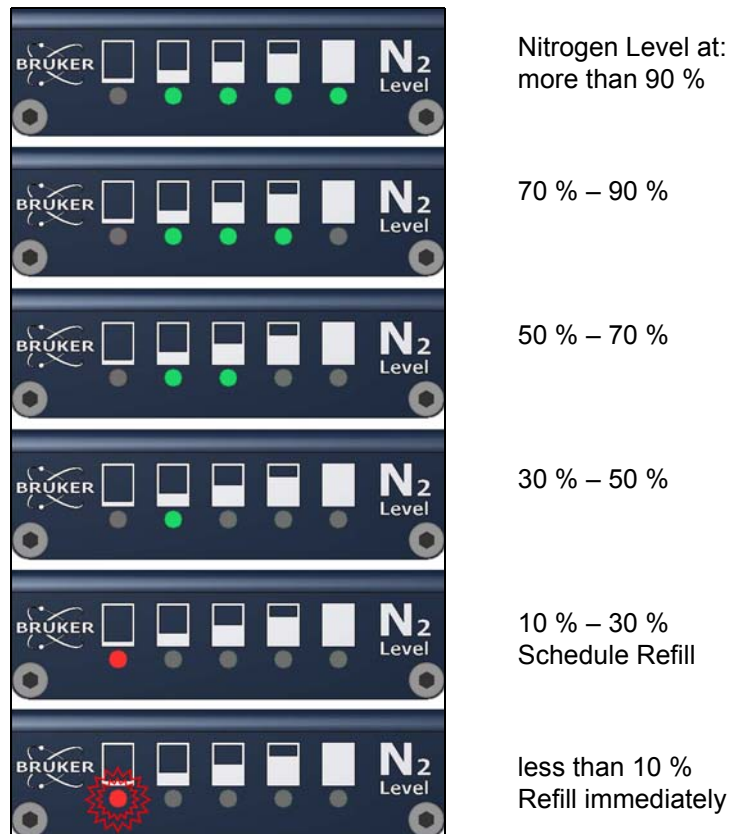 BRUKER N2 Level
Nitrogen Level at:
more than 90 %
BRUKER N2 Level
70 % – 90 %
BRUKER N2 Level
50 % – 70 %
BRUKER N2 Level
30 % – 50 %
BRUKER N2 Level
10 % – 30 %
Schedule Refill
BRUKER N2 Level
less than 10 %
Refill immediately